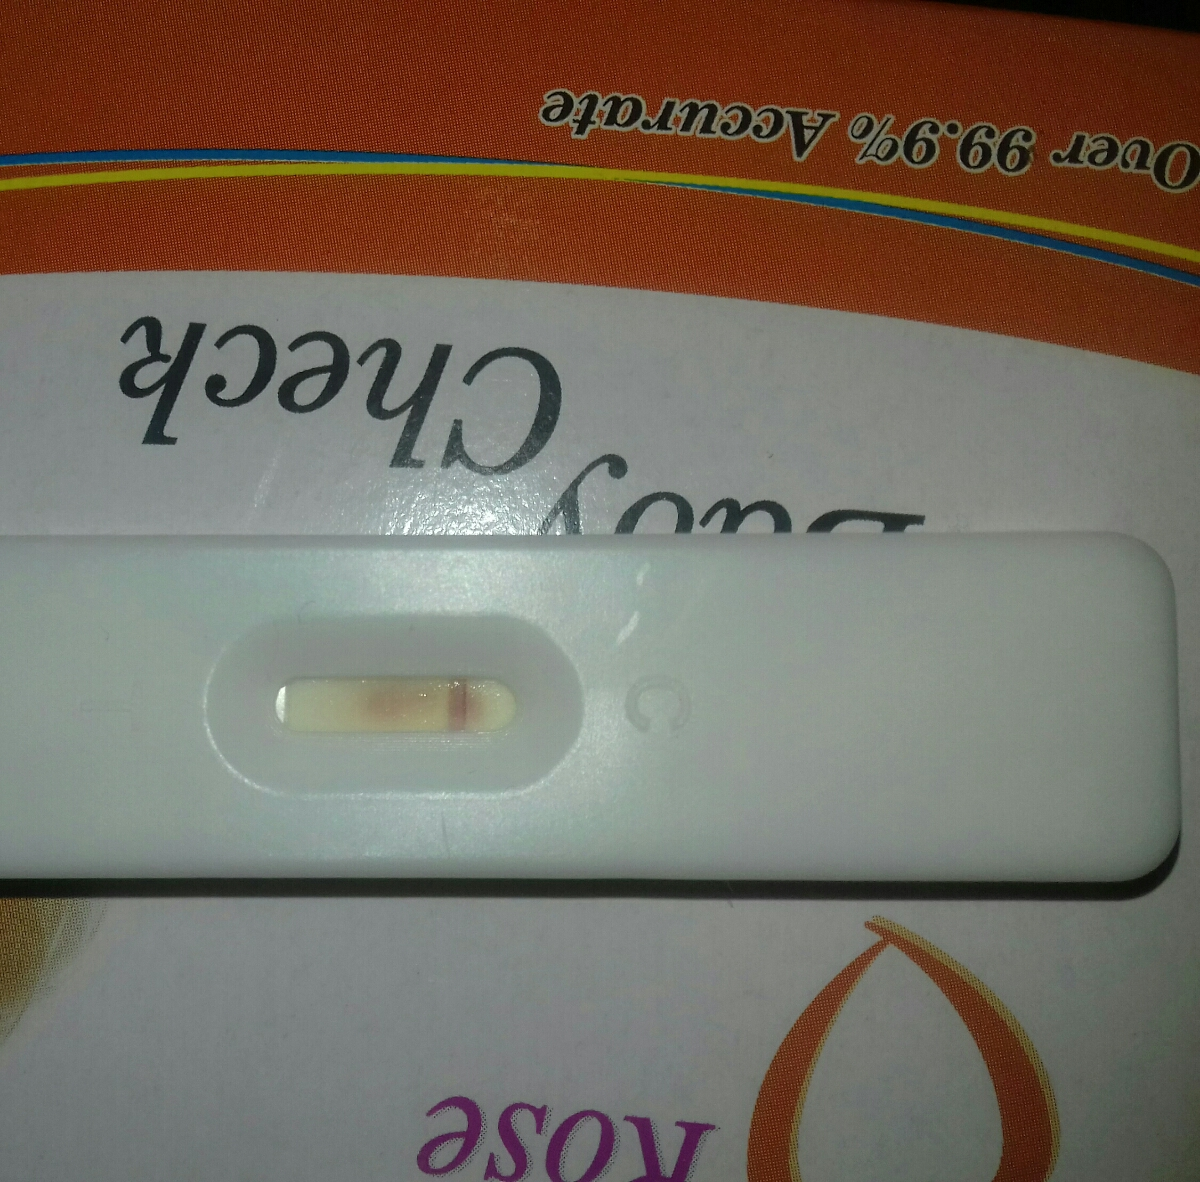 Rose
C
Check
Over 99.9% Accurate